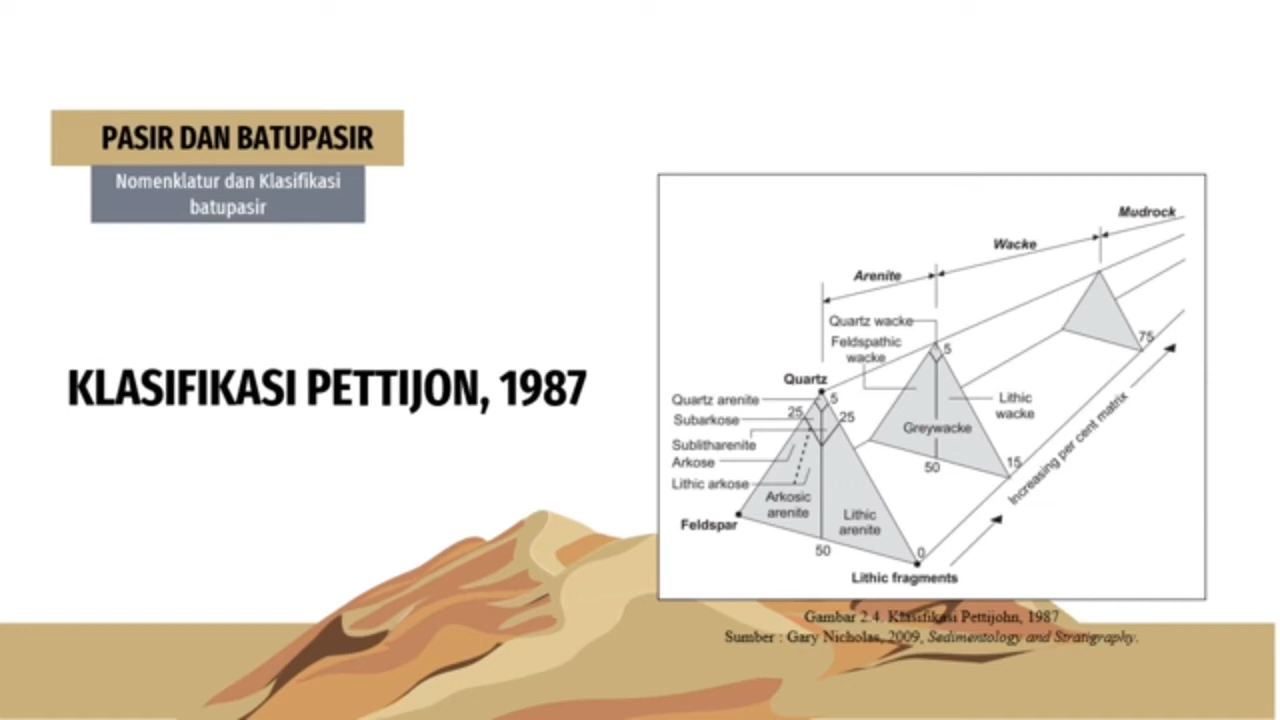 PASIR DAN BATUPASIR
Nomenklatur dan Klasifikasi
batupasir
KLASIFIKASI PETTIJON, 1987
Mudrock
Wacke
Arenite
Quartz wacke
Feldspathic
wacke
5
75
Quartz
Quartz arenite
5
25
25
Subarkose
Sublitharenite
Arkose
Lithic arkose
Lithic
wacke
Greywacke
50
15
Increasing per cent matrix
Arkosic
arenite
Lithic
arenite
Feldspar
50
0
Lithic fragments
Gambar 2.4. Klasifikasi Pettijohn, 1987
Sumber : Gary Nicholas, 2009, Sedimentology and Stratigraphy.